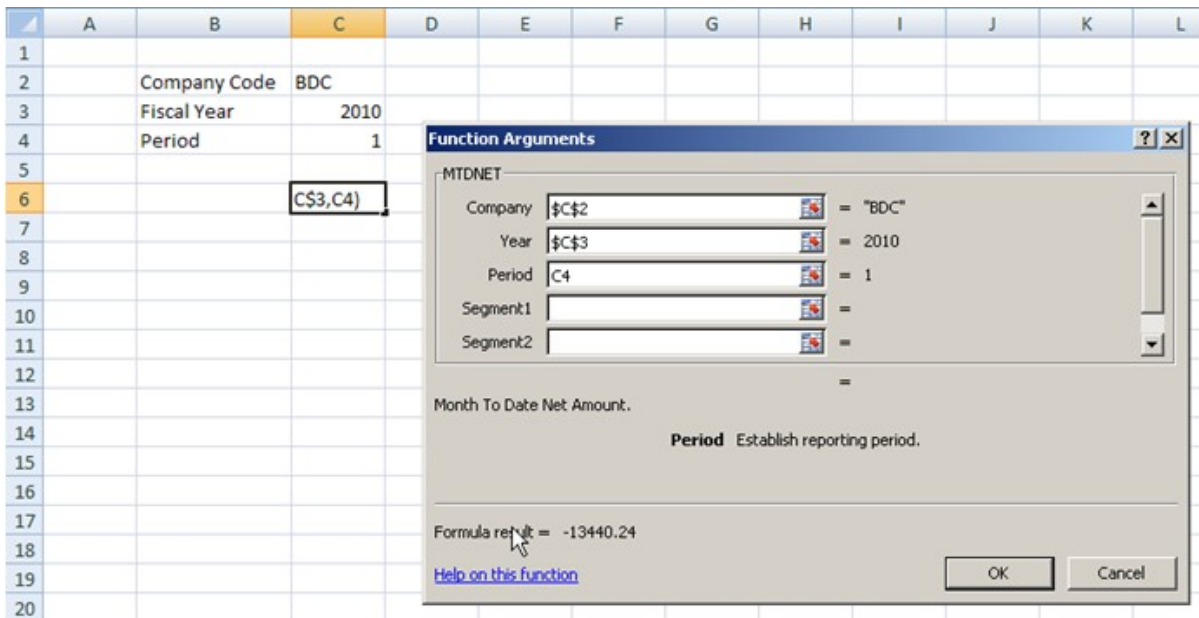 A B C D E F G H I J K L
1
2 Company Code BDC
3 Fiscal Year 2010
4 Period 1
5
6 C$3,C4)
7
8
9
10
11
12
13
14
15
16
17
18
19
20
Function Arguments
MTDNET
Company $C$2 = "BDC"
Year $C$3 = 2010
Period C4 = 1
Segment1 =
Segment2 =
=
Month To Date Net Amount.
Period Establish reporting period.
Formula result = -13440.24
Help on this function OK Cancel